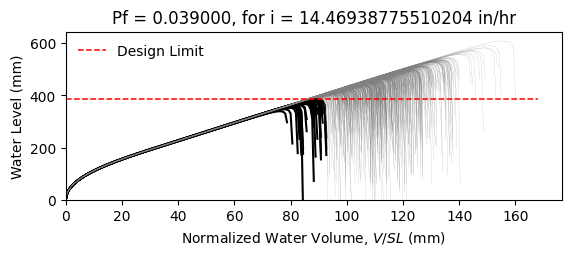 Pf = 0.039000, for i = 14.46938775510204 in/hr
Water Level (mm)
600
400
200
0
Design Limit
0 20 40 60 80 100 120 140 160
Normalized Water Volume, V/SL (mm)